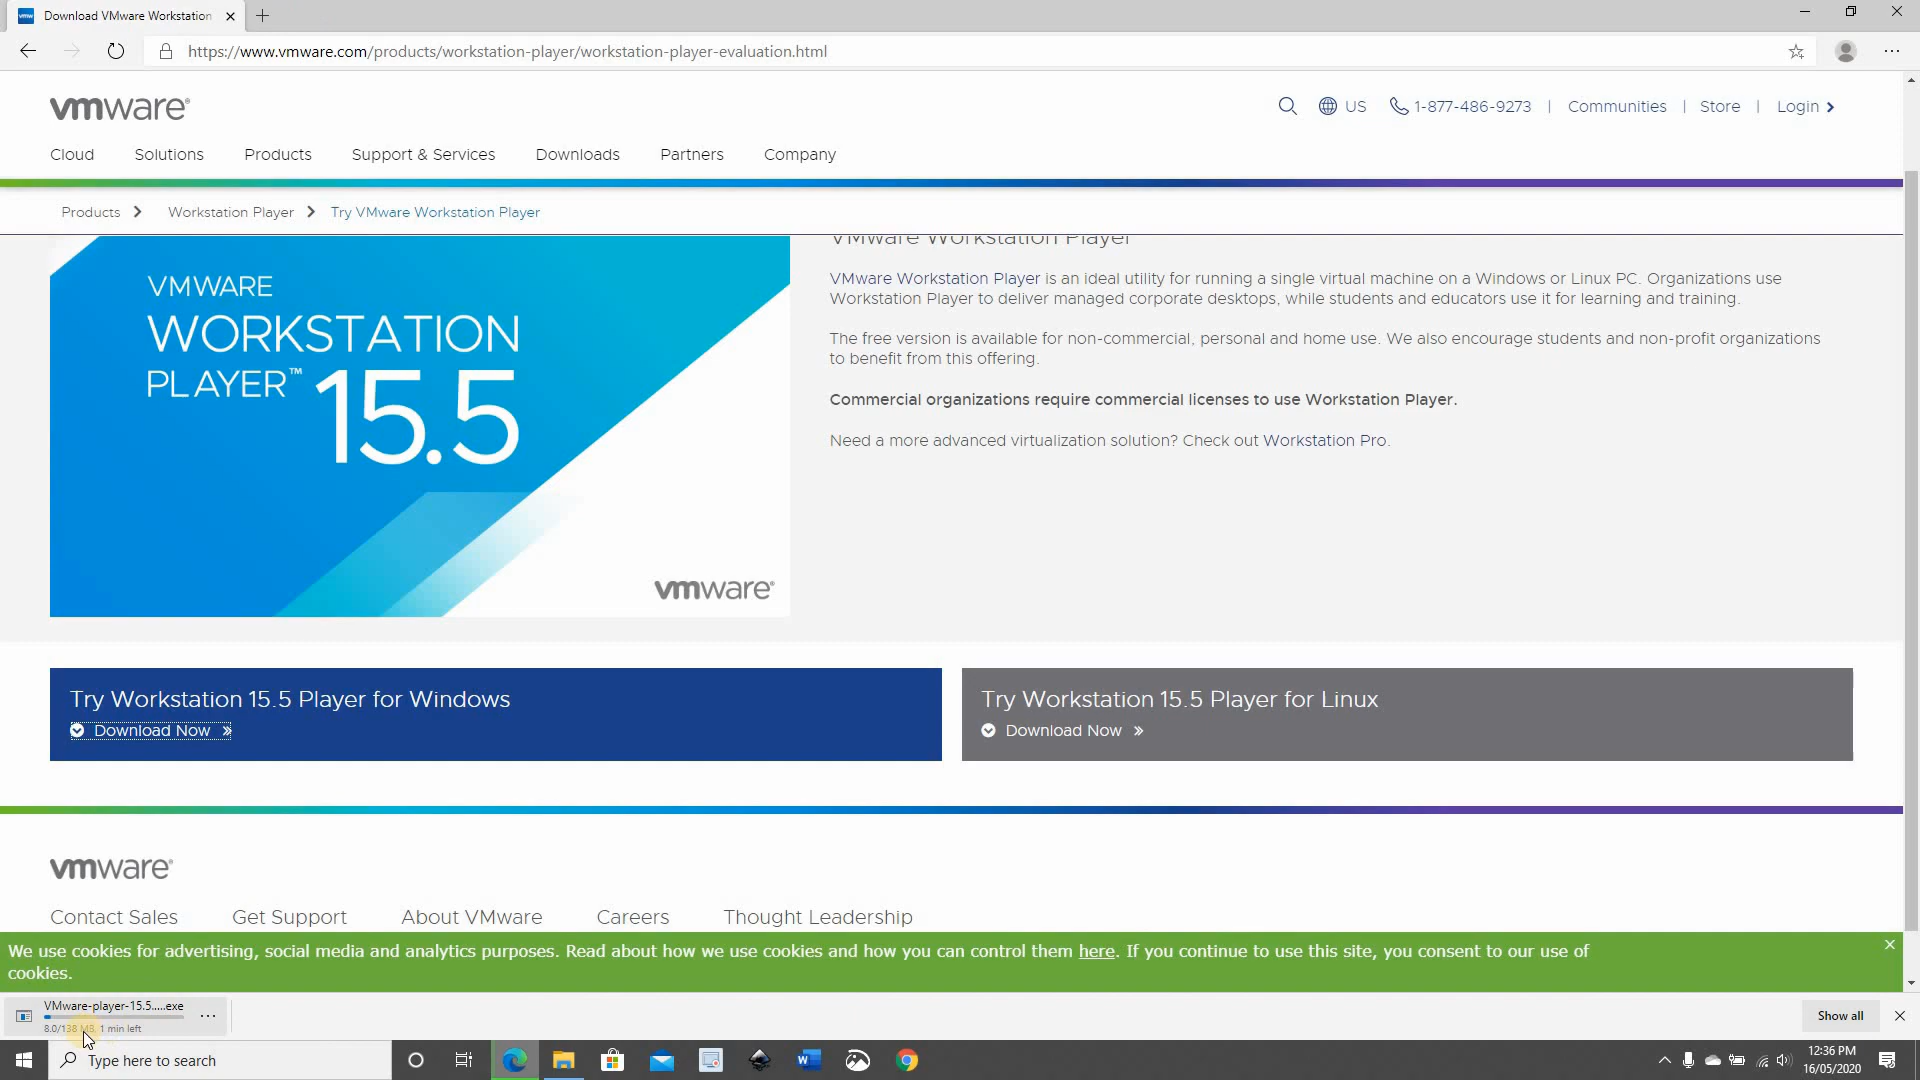 Download VMware Workstation
https://www.vmware.com/products/workstation-player/workstation-player-evaluation.html
vmware®
US
1-877-486-9273 | Communities | Store | Login
Cloud Solutions Products Support & Services Downloads Partners Company
Products Workstation Player Try VMware Workstation Player
VMware Workstation Player
VMWARE
WORKSTATION
PLAYER™ 15.5
vmware®
VMware Workstation Player is an ideal utility for running a single virtual machine on a Windows or Linux PC. Organizations use
Workstation Player to deliver managed corporate desktops, while students and educators use it for learning and training.
The free version is available for non-commercial, personal and home use. We also encourage students and non-profit organizations
to benefit from this offering.
Commercial organizations require commercial licenses to use Workstation Player.
Need a more advanced virtualization solution? Check out Workstation Pro.
Try Workstation 15.5 Player for Windows
Download Now »
Try Workstation 15.5 Player for Linux
Download Now »
vmware®
Contact Sales Get Support About VMware Careers Thought Leadership
We use cookies for advertising, social media and analytics purposes. Read about how we use cookies and how you can control them here. If you continue to use this site, you consent to our use of
cookies.
VMware-player-15.5.....exe
8.0/138 MB, 1 min left
Show all
Type here to search
12:36 PM
16/05/2020